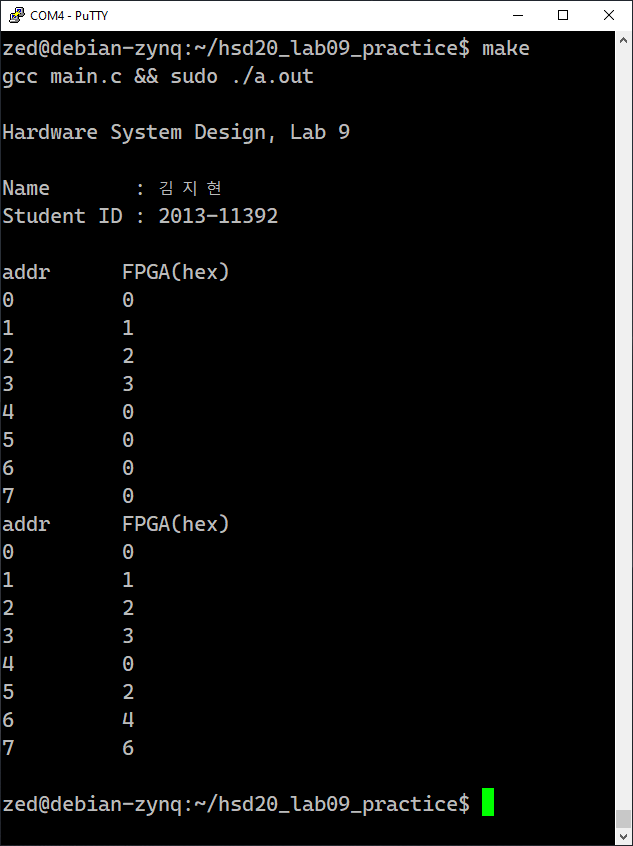 COM4 - PuTTY
zed@debian-zynq:~/hsd20_lab09_practice$ make
gcc main.c && sudo ./a.out
Hardware System Design, Lab 9
Name       : 김지현
Student ID : 2013-11392
addr      FPGA(hex)
0         0
1         1
2         2
3         3
4         0
5         0
6         0
7         0
addr      FPGA(hex)
0         0
1         1
2         2
3         3
4         0
5         2
6         4
7         6
zed@debian-zynq:~/hsd20_lab09_practice$